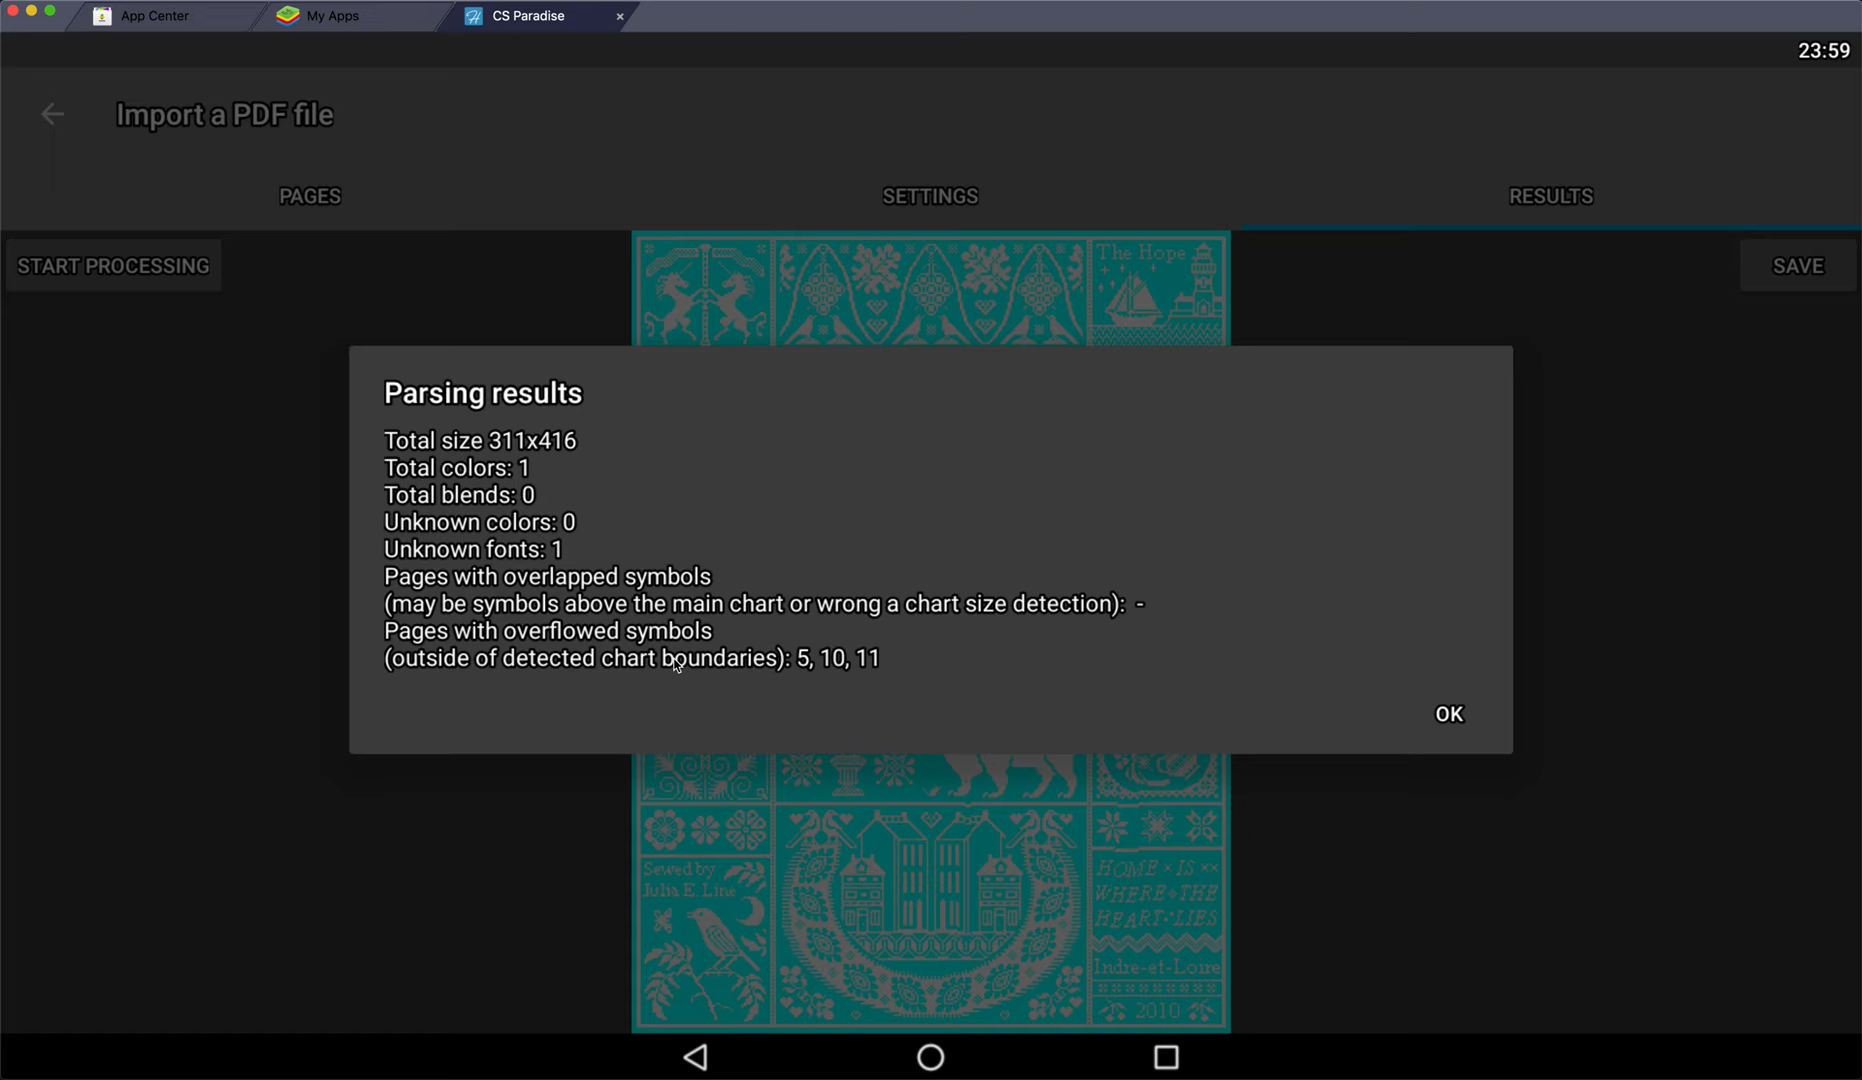 App Center
My Apps
CS Paradise
23:59
Import a PDF file
PAGES
SETTINGS
RESULTS
START PROCESSING
SAVE
The Hope
Parsing results
Total size 311x416
Total colors: 1
Total blends: 0
Unknown colors: 0
Unknown fonts: 1
Pages with overlapped symbols
(may be symbols above the main chart or wrong a chart size detection): -
Pages with overflowed symbols
(outside of detected chart boundaries): 5, 10, 11
OK
Sewed by
Julia E. Line
HOME × IS ××
WHERE THE
HEART LIES
Indre-et-Loire
2010